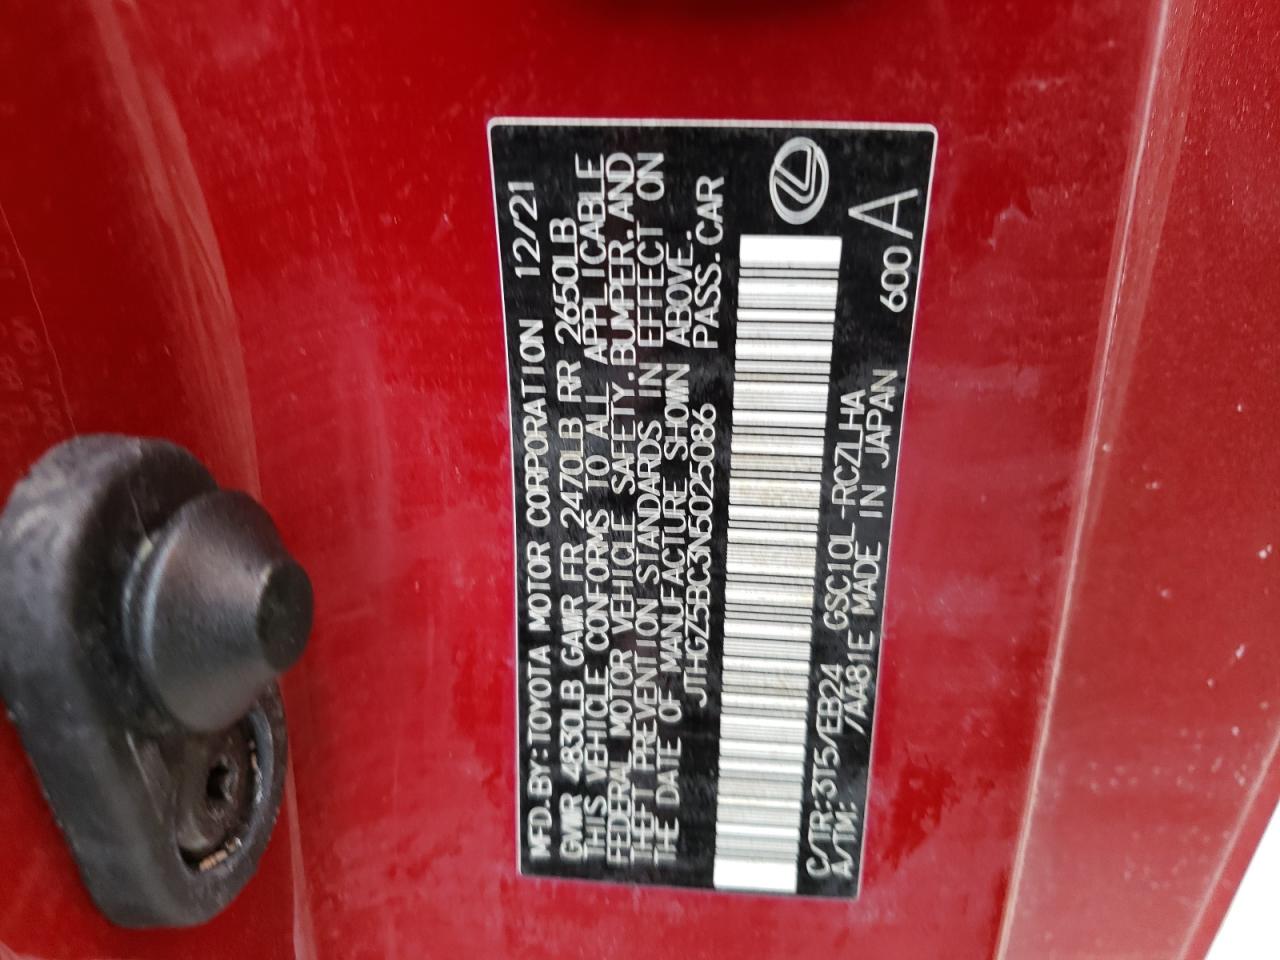 MFD.BY:TOYOTA MOTOR CORPORATION 12/21
GVWR 4830LB GAWR FR 2470LB RR 2650LB
THIS VEHICLE CONFORMS TO ALL APPLICABLE
FEDERAL MOTOR VEHICLE SAFETY.BUMPER.AND
THEFT PREVENTION STANDARDS IN EFFECT ON
THE DATE OF MANUFACTURE SHOWN ABOVE.
JTHGZ5BC3N5025086 PASS.CAR
C/TR:3T5/EB24 GSC10L-RCZLHA
A/TM: /AA81E MADE IN JAPAN 600A